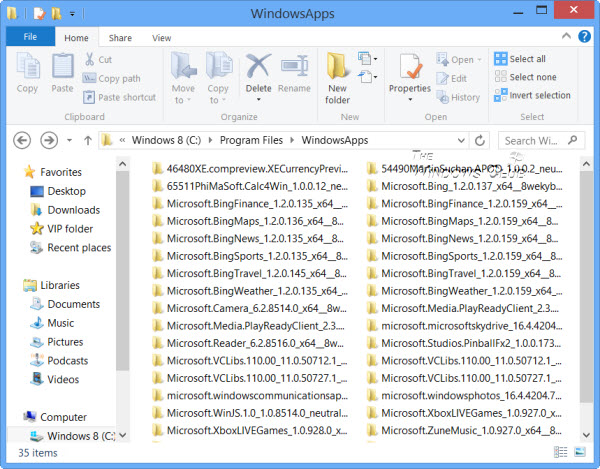 WindowsApps
File Home Share View
Copy
Paste
Cut
Copy path
Paste shortcut
Clipboard
Move to
Copy to
Delete
Rename
Organize
New folder
New
Properties
Open
Edit
History
Open
Select all
Select none
Invert selection
Select
Windows 8 (C:) Program Files WindowsApps
Search Wi...
Favorites
Desktop
Downloads
VIP folder
Recent places
Libraries
Documents
Music
Pictures
Podcasts
Videos
Computer
Windows 8 (C:)
46480XE.compreview.XECurrencyPrevi...
65511PhiMaSoft.Calc4Win_1.0.0.12_neu...
Microsoft.BingFinance_1.2.0.135_x64__...
Microsoft.BingMaps_1.2.0.136_x64__8...
Microsoft.BingNews_1.2.0.135_x64__8...
Microsoft.BingSports_1.2.0.135_x64__8...
Microsoft.BingTravel_1.2.0.145_x64__8...
Microsoft.BingWeather_1.2.0.135_x64_...
Microsoft.Camera_6.2.8514.0_x64__8w...
Microsoft.Media.PlayReadyClient_2.3....
Microsoft.Reader_6.2.8516.0_x64__8w...
Microsoft.VCLibs.110.00_11.0.50712.1_...
Microsoft.VCLibs.110.00_11.0.50727.1_...
microsoft.windowscommunicationsap...
Microsoft.WinJS.1.0_1.0.8514.0_neutral...
Microsoft.XboxLIVEGames_1.0.928.0_x...
54490MartinSuchan.APOD_1.0.0.2_neu...
Microsoft.Bing_1.2.0.137_x64__8wekyb...
Microsoft.BingFinance_1.2.0.159_x64__...
Microsoft.BingMaps_1.2.0.159_x64__8...
Microsoft.BingNews_1.2.0.159_x64__8...
Microsoft.BingSports_1.2.0.159_x64__8...
Microsoft.BingTravel_1.2.0.159_x64__8...
Microsoft.BingWeather_1.2.0.159_x64_...
Microsoft.Media.PlayReadyClient_2.3....
microsoft.microsoftskydrive_16.4.4204...
Microsoft.Studios.PinballFx2_1.0.0.173...
Microsoft.VCLibs.110.00_11.0.50712.1_...
Microsoft.VCLibs.110.00_11.0.50727.1_...
microsoft.windowsphotos_16.4.4204.7...
Microsoft.XboxLIVEGames_1.0.927.0_x...
Microsoft.ZuneMusic_1.0.927.0_x64__8...
The Windows Club
35 items